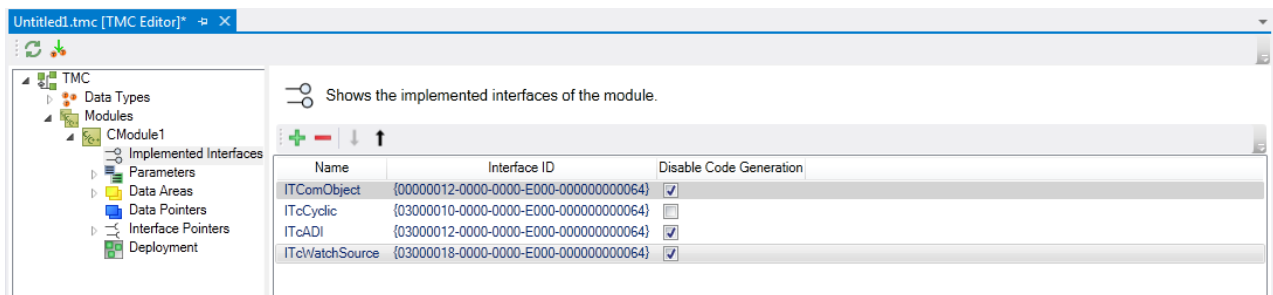 Untitled1.tmc [TMC Editor]*
TMC
Data Types
Modules
CModule1
Implemented Interfaces
Parameters
Data Areas
Data Pointers
Interface Pointers
Deployment
Shows the implemented interfaces of the module.
Name Interface ID Disable Code Generation
ITComObject {00000012-0000-0000-E000-000000000064}
ITcCyclic {03000010-0000-0000-E000-000000000064}
ITcADI {03000012-0000-0000-E000-000000000064}
ITcWatchSource {03000018-0000-0000-E000-000000000064}